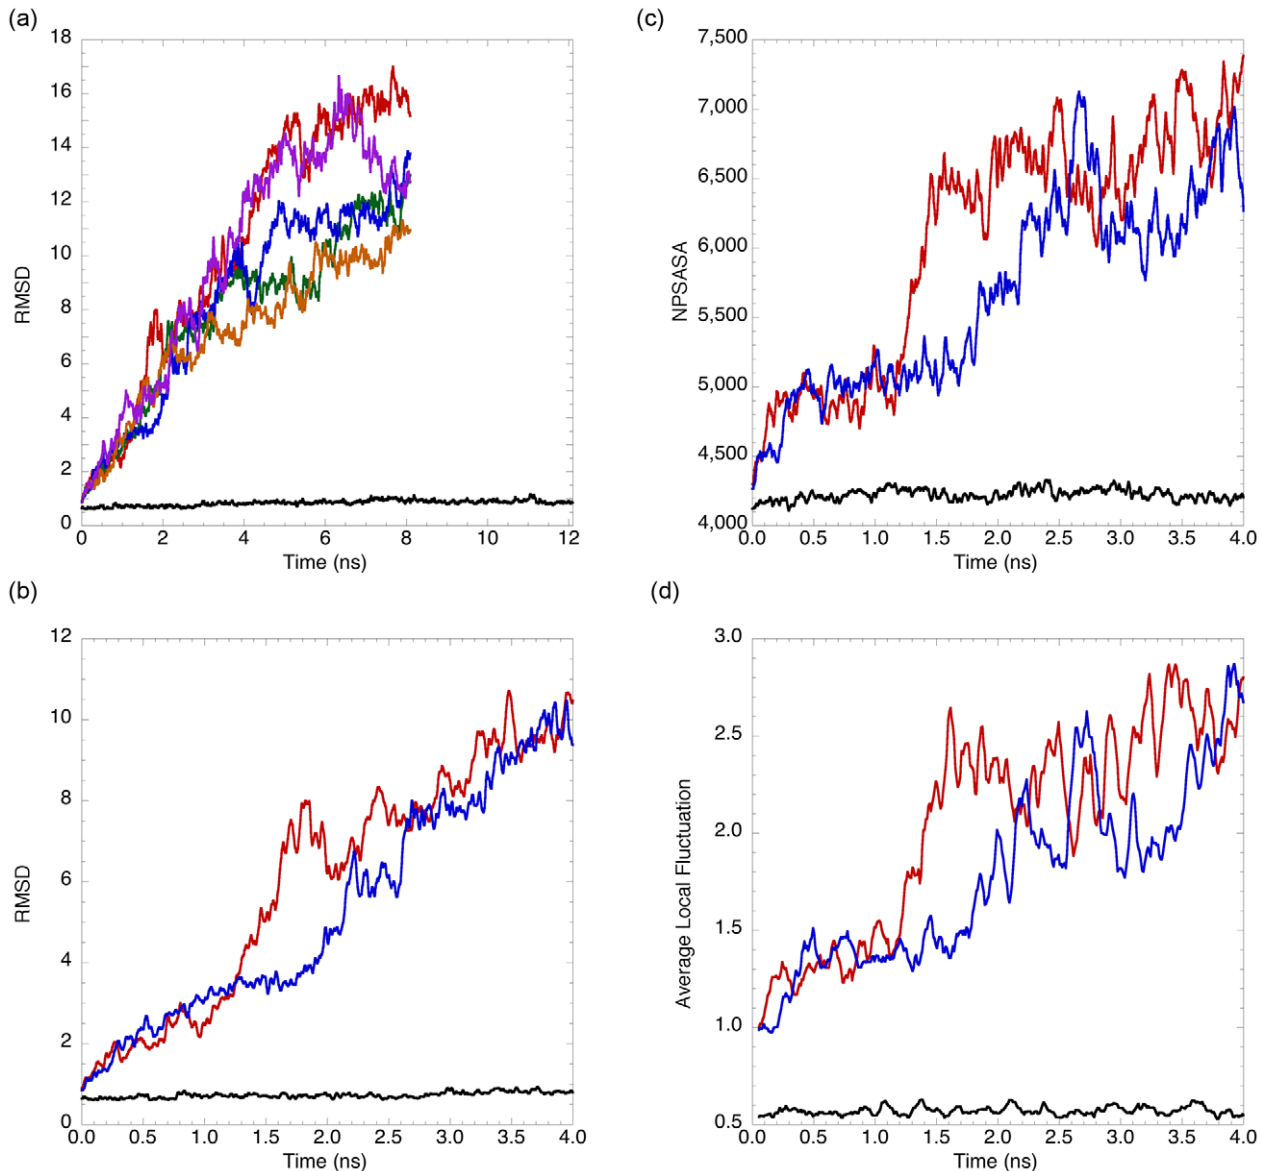 (a)
18
16
14
12
10
8
6
4
2
0
RMSD
0 2 4 6 8 10 12
Time (ns)
(c)
7,500
7,000
6,500
6,000
5,500
5,000
4,500
4,000
NPSASA
0.0 0.5 1.0 1.5 2.0 2.5 3.0 3.5 4.0
Time (ns)
(b)
12
10
8
6
4
2
0
RMSD
0.0 0.5 1.0 1.5 2.0 2.5 3.0 3.5 4.0
Time (ns)
(d)
3.0
2.5
2.0
1.5
1.0
0.5
Average Local Fluctuation
0.0 0.5 1.0 1.5 2.0 2.5 3.0 3.5 4.0
Time (ns)